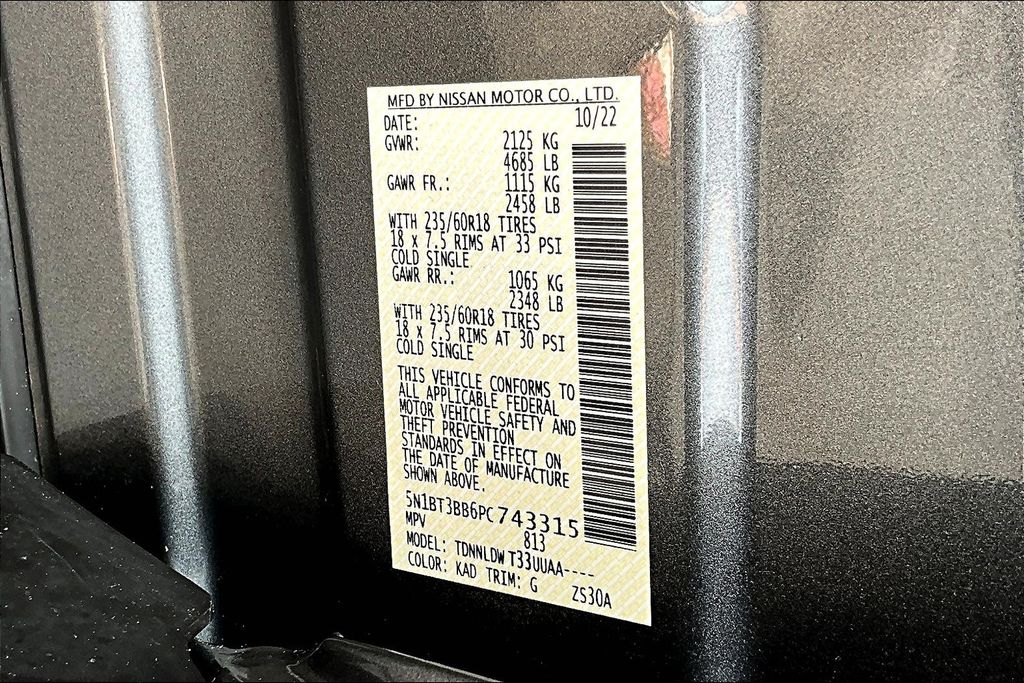 MFD BY NISSAN MOTOR CO., LTD.
DATE: 10/22
GVWR: 2125 KG
4685 LB
GAWR FR.: 1115 KG
2458 LB
WITH 235/60R18 TIRES
18 x 7.5 RIMS AT 33 PSI
COLD SINGLE
GAWR RR.: 1065 KG
2348 LB
WITH 235/60R18 TIRES
18 x 7.5 RIMS AT 30 PSI
COLD SINGLE
THIS VEHICLE CONFORMS TO
ALL APPLICABLE FEDERAL
MOTOR VEHICLE SAFETY AND
THEFT PREVENTION
STANDARDS IN EFFECT ON
THE DATE OF MANUFACTURE
SHOWN ABOVE.
5N1BT3BB6PC743315
MPV 813
MODEL: TDNNLDW T33UUAA----
COLOR: KAD TRIM: G ZS30A